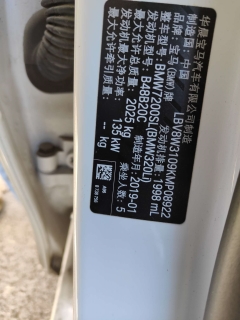 华晨宝马汽车有限公司制造
制造国：中国 LBV8W3109KMP98922
品牌：宝马(BMW)牌
整车型号：BMW7200CL(BMW320Li)
发动机型号：B48B20C 发动机排量：1998 mL
最大允许总质量：2025 kg 制造年月：2019-01
发动机最大净功率：135 kW 乘坐人数：5
最大允许牵引质量：-- kg